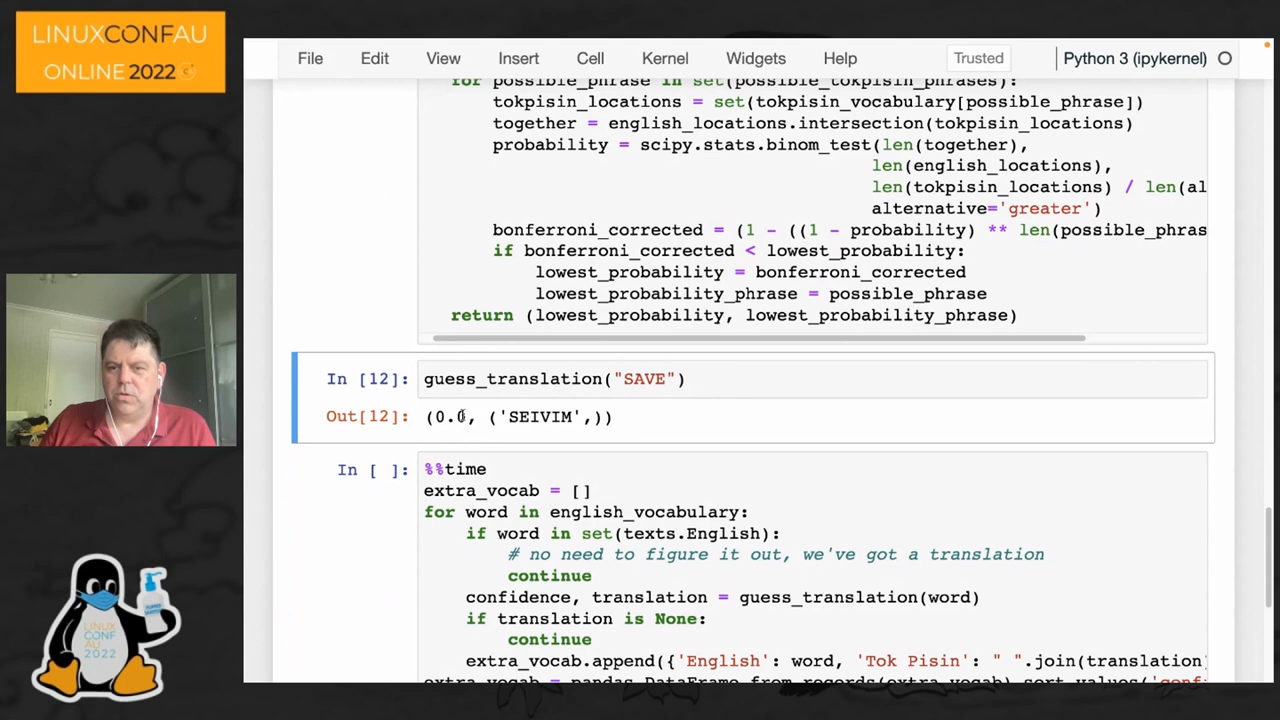 LINUXCONFAU
ONLINE 2022
File Edit View Insert Cell Kernel Widgets Help Trusted Python 3 (ipykernel)
for possible_phrase in set(possible_tokpisin_phrases):
tokpisin_locations = set(tokpisin_vocabulary[possible_phrase])
together = english_locations.intersection(tokpisin_locations)
probability = scipy.stats.binom_test(len(together),
len(english_locations),
len(tokpisin_locations) / len(al
alternative='greater')
bonferroni_corrected = (1 - ((1 - probability) ** len(possible_phras
if bonferroni_corrected < lowest_probability:
lowest_probability = bonferroni_corrected
lowest_probability_phrase = possible_phrase
return (lowest_probability, lowest_probability_phrase)
In [12]: guess_translation("SAVE")
Out[12]: (0.0, ('SEIVIM',))
In [ ]: %%time
extra_vocab = []
for word in english_vocabulary:
if word in set(texts.English):
# no need to figure it out, we've got a translation
continue
confidence, translation = guess_translation(word)
if translation is None:
continue
extra_vocab.append({'English': word, 'Tok Pisin': " ".join(translation)
extra_vocab = pandas.DataFrame.from_records(extra_vocab).sort_values('conf
LINUX
CONF
AU
2022